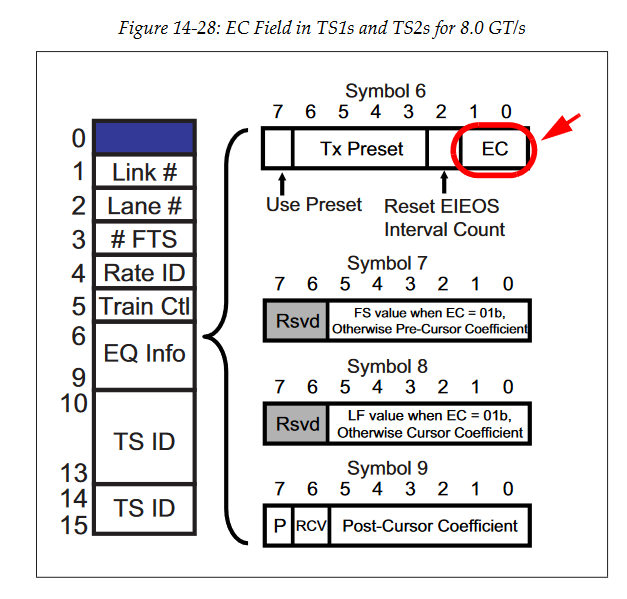 Figure 14-28: EC Field in TS1s and TS2s for 8.0 GT/s
0
1 Link #
2 Lane #
3 # FTS
4 Rate ID
5 Train Ctl
6
EQ Info
9
10
TS ID
13
14
TS ID
15
Symbol 6
7 6 5 4 3 2 1 0
Tx Preset EC
Use Preset Reset EIEOS
Interval Count
Symbol 7
7 6 5 4 3 2 1 0
Rsvd FS value when EC = 01b,
Otherwise Pre-Cursor Coefficient
Symbol 8
7 6 5 4 3 2 1 0
Rsvd LF value when EC = 01b,
Otherwise Cursor Coefficient
Symbol 9
7 6 5 4 3 2 1 0
P RCV Post-Cursor Coefficient